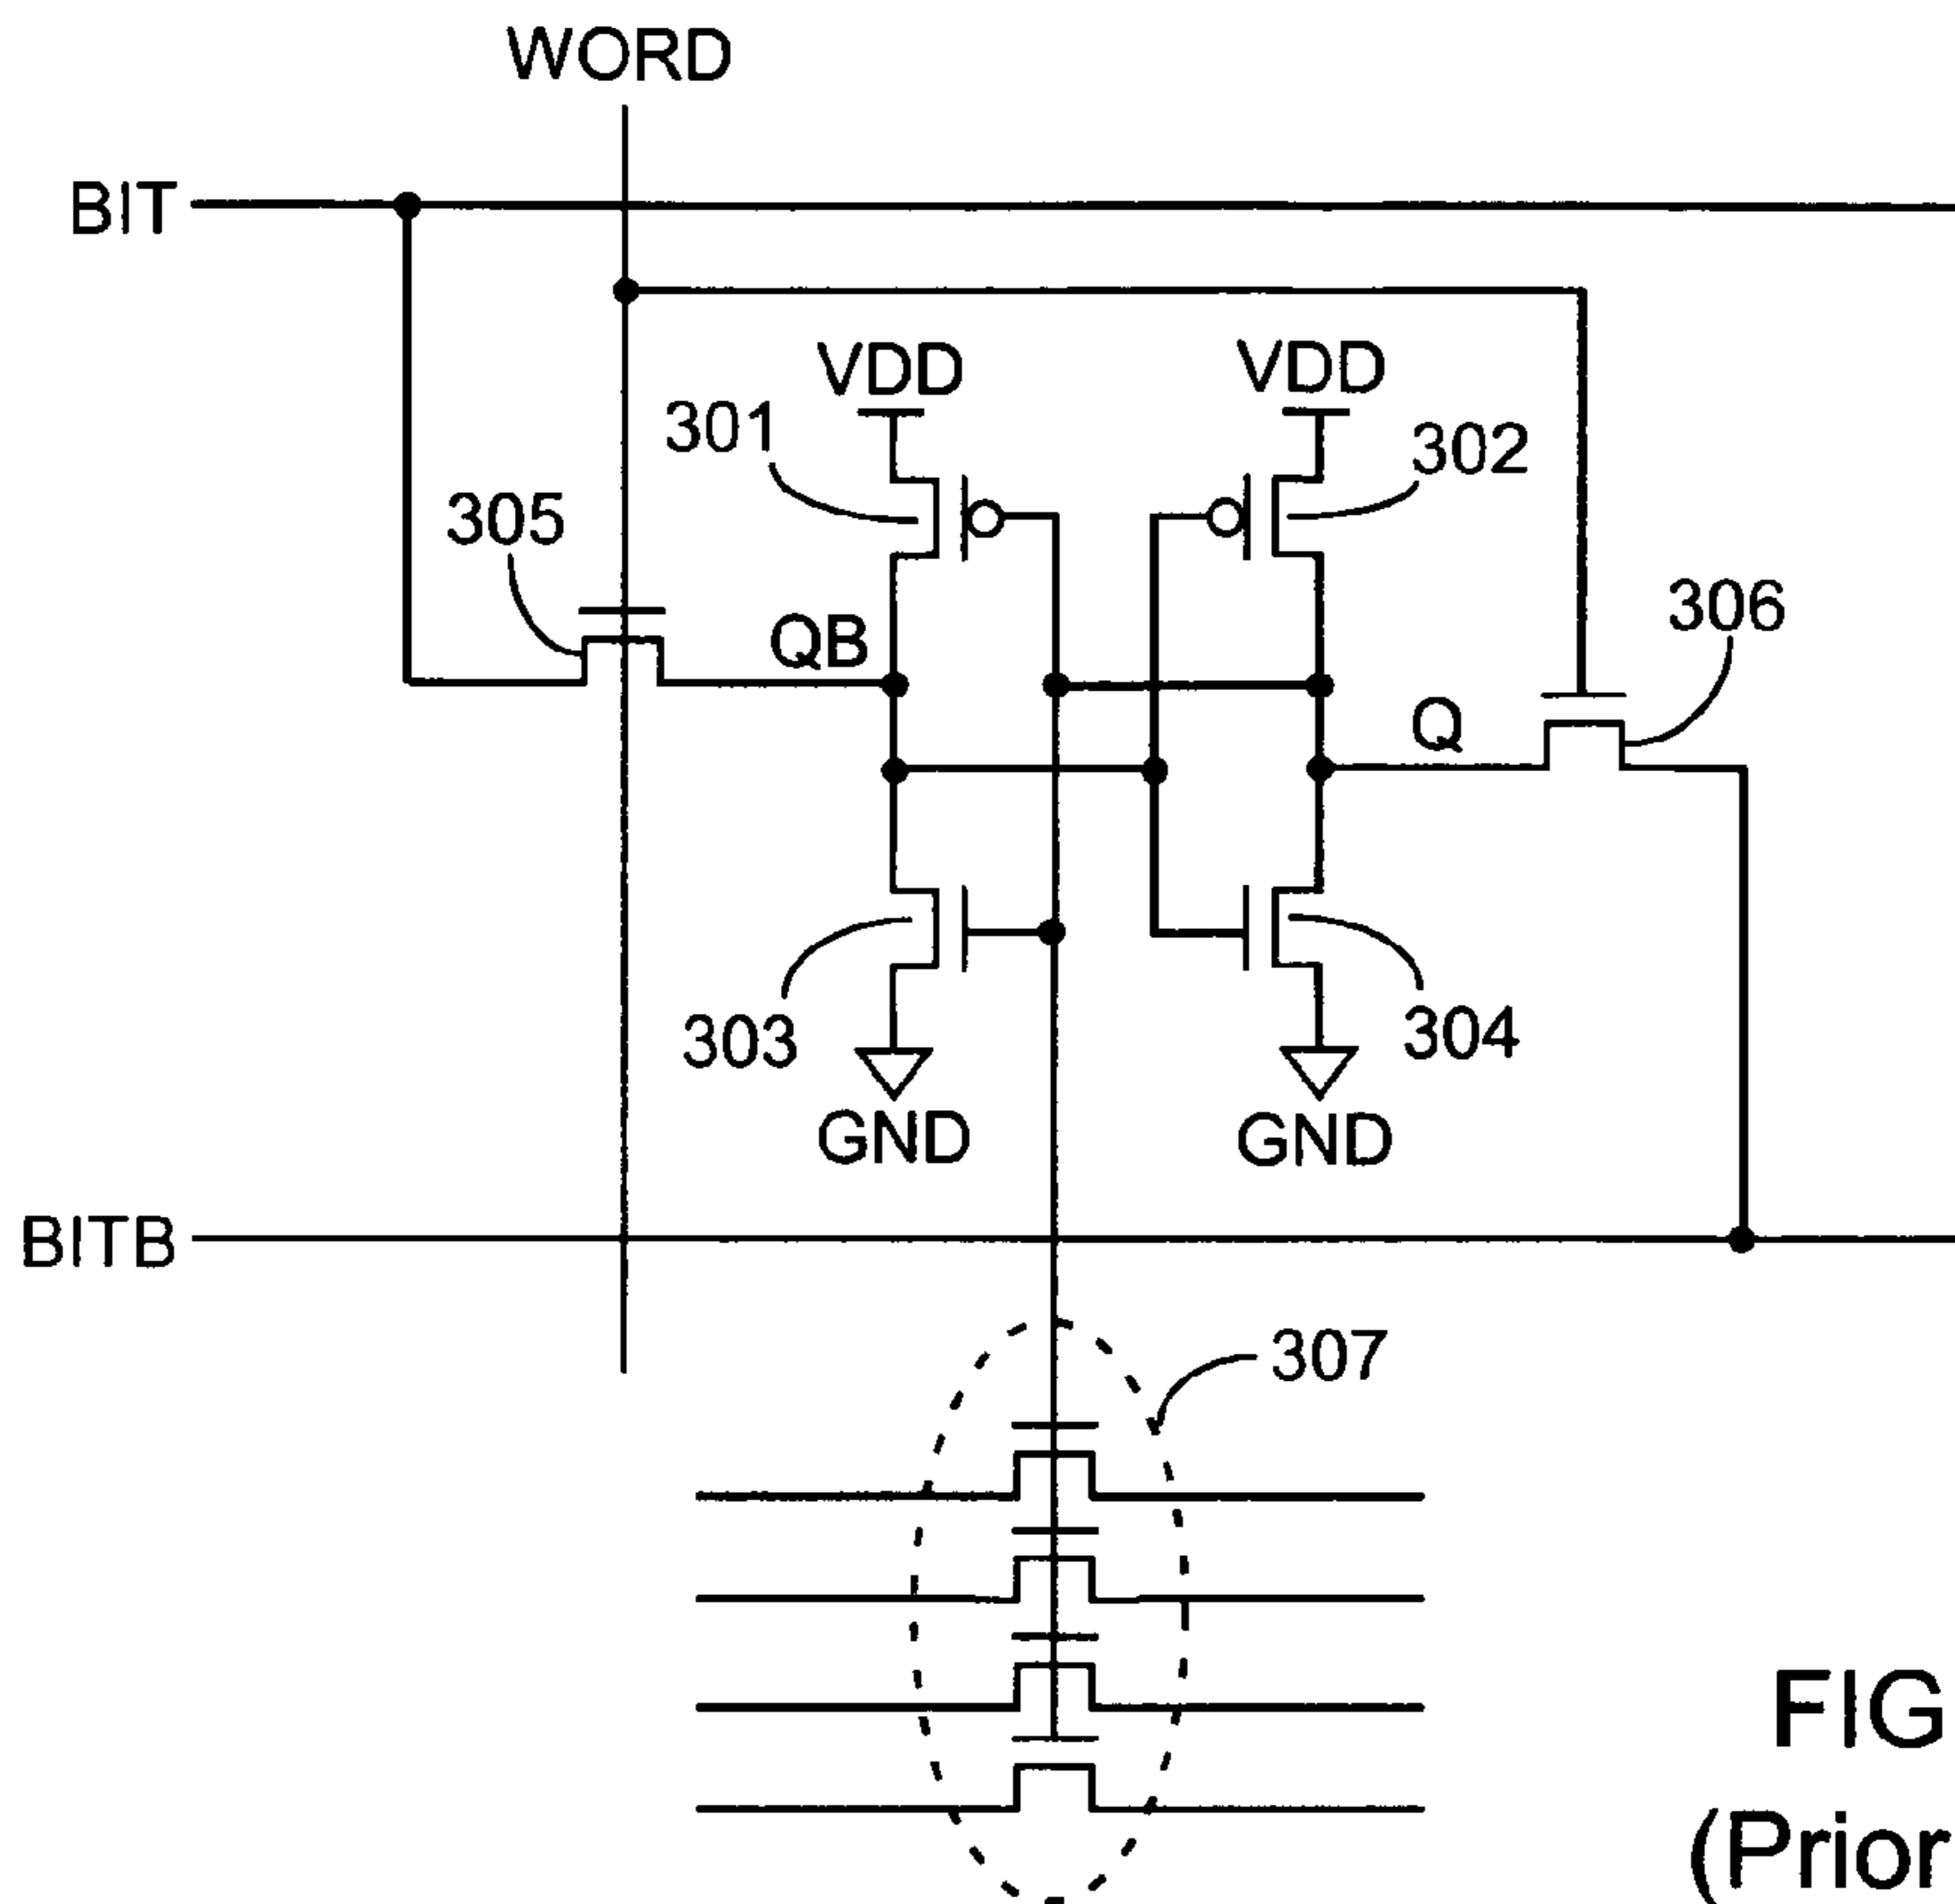 WORD
BIT
VDD
VDD
301
302
305
306
QB
Q
303
304
GND
GND
BITB
307
FIG
(Prior